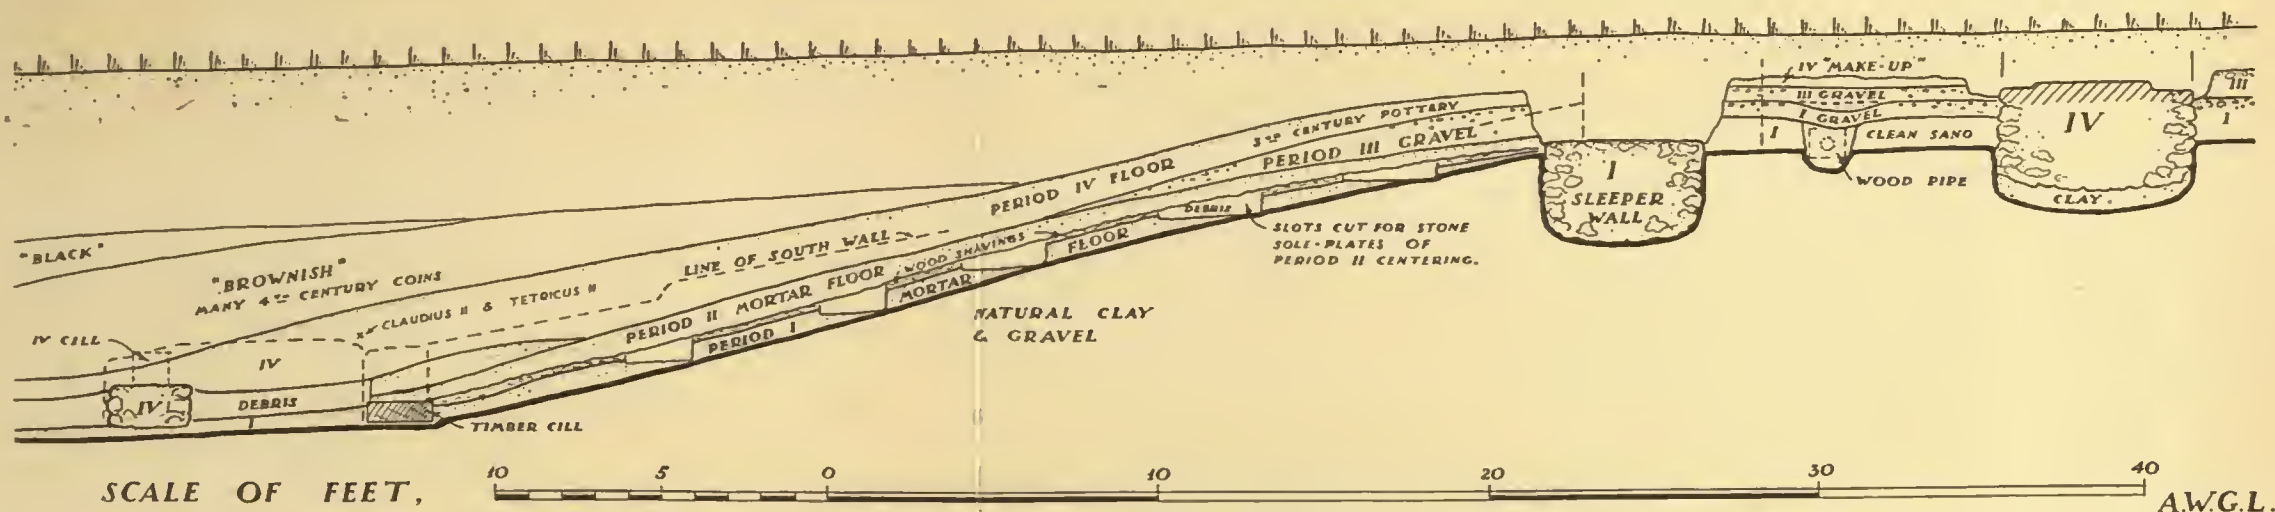 "BLACK"
"BROWNISH"
MANY 4TH CENTURY COINS
CLAUDIUS II & TETRICUS II
IV CILL
IV
IV
DEBRIS
I
TIMBER CILL
LINE OF SOUTH WALL
PERIOD II MORTAR FLOOR
WOOD SHAVINGS
PERIOD I
MORTAR
FLOOR
NATURAL CLAY
& GRAVEL
PERIOD IV FLOOR
3RD CENTURY POTTERY
PERIOD III GRAVEL
DEBRIS
SLOTS CUT FOR STONE
SOLE-PLATES OF
PERIOD II CENTERING.
I
SLEEPER
WALL
IV "MAKE-UP"
III GRAVEL
I GRAVEL
I
CLEAN SAND
WOOD PIPE
IV
CLAY.
III
I
SCALE OF FEET,
10 5 0 10 20 30 40
A.W.G.L.